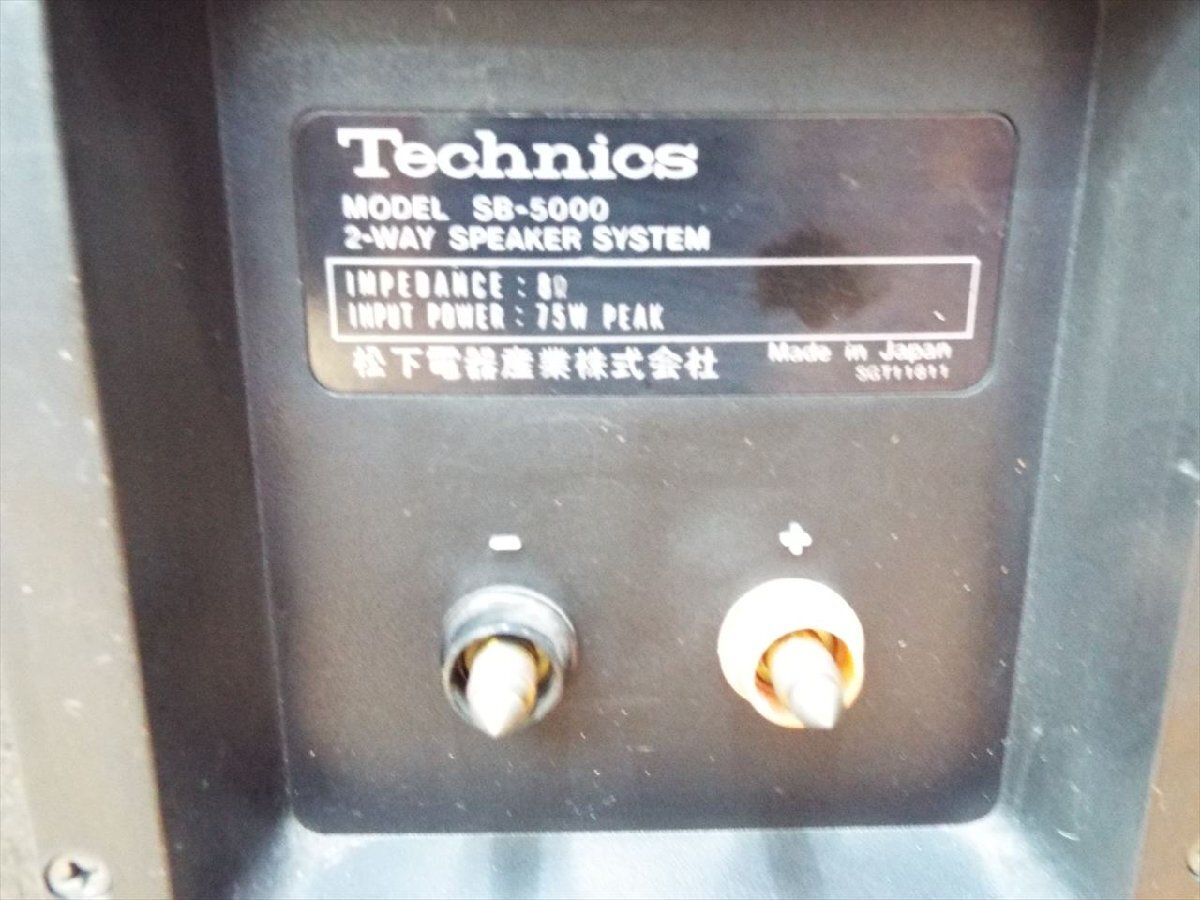 Technics
MODEL SB-5000
2-WAY SPEAKER SYSTEM
IMPEDANCE : 8Ω
INPUT POWER : 75W PEAK
松下電器産業株式会社
Made in Japan
- +